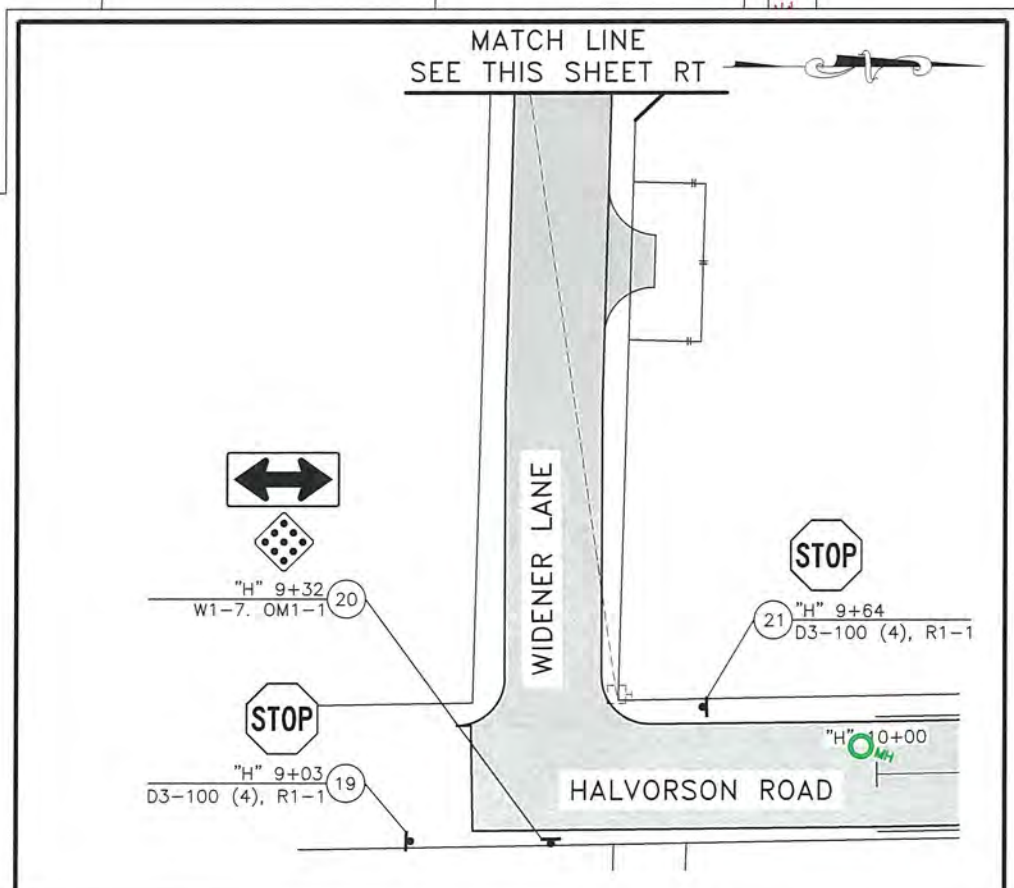 MATCH LINE
SEE THIS SHEET RT
"H" 9+32
W1-7. OM1-1
20
WIDENER LANE
STOP
21
"H" 9+64
D3-100 (4), R1-1
STOP
"H" 9+03
D3-100 (4), R1-1
19
"H" 10+00
MH
HALVORSON ROAD